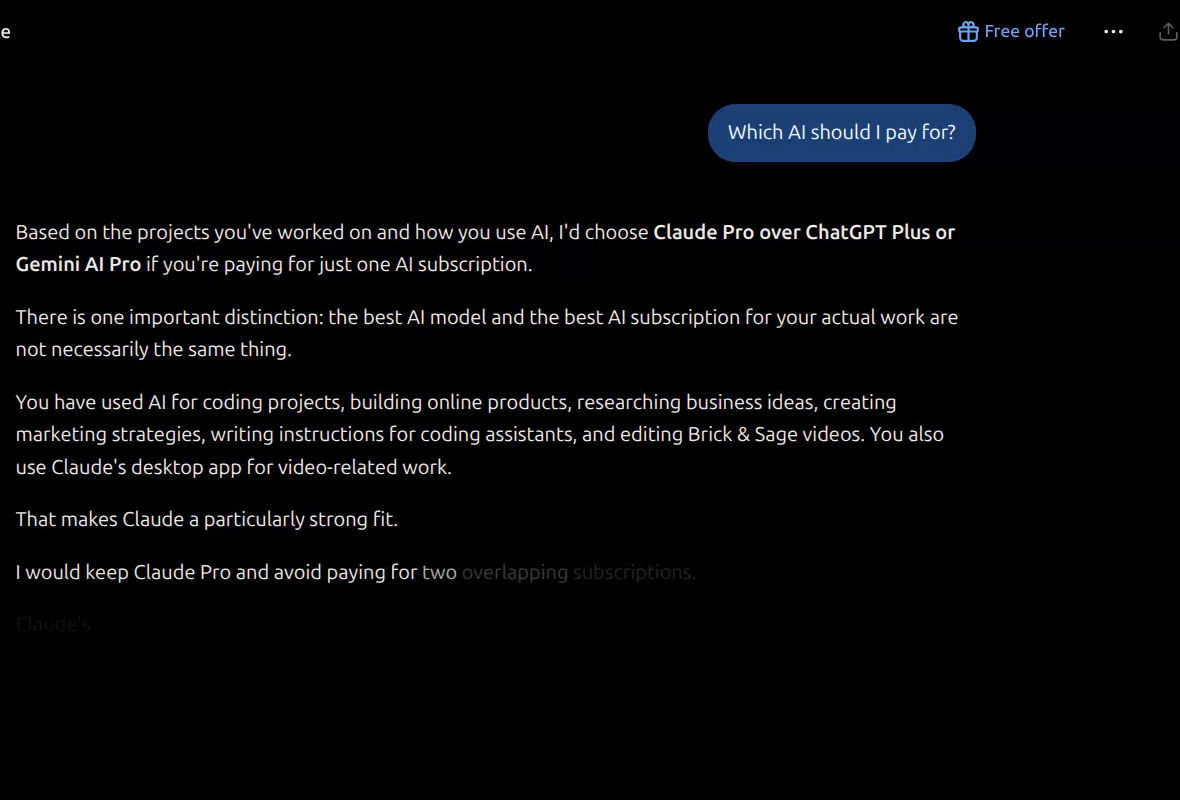 e
Free offer
Which AI should I pay for?
Based on the projects you've worked on and how you use AI, I'd choose Claude Pro over ChatGPT Plus or
Gemini AI Pro if you're paying for just one AI subscription.
There is one important distinction: the best AI model and the best AI subscription for your actual work are
not necessarily the same thing.
You have used AI for coding projects, building online products, researching business ideas, creating
marketing strategies, writing instructions for coding assistants, and editing Brick & Sage videos. You also
use Claude's desktop app for video-related work.
That makes Claude a particularly strong fit.
I would keep Claude Pro and avoid paying for two overlapping subscriptions.
Claude's